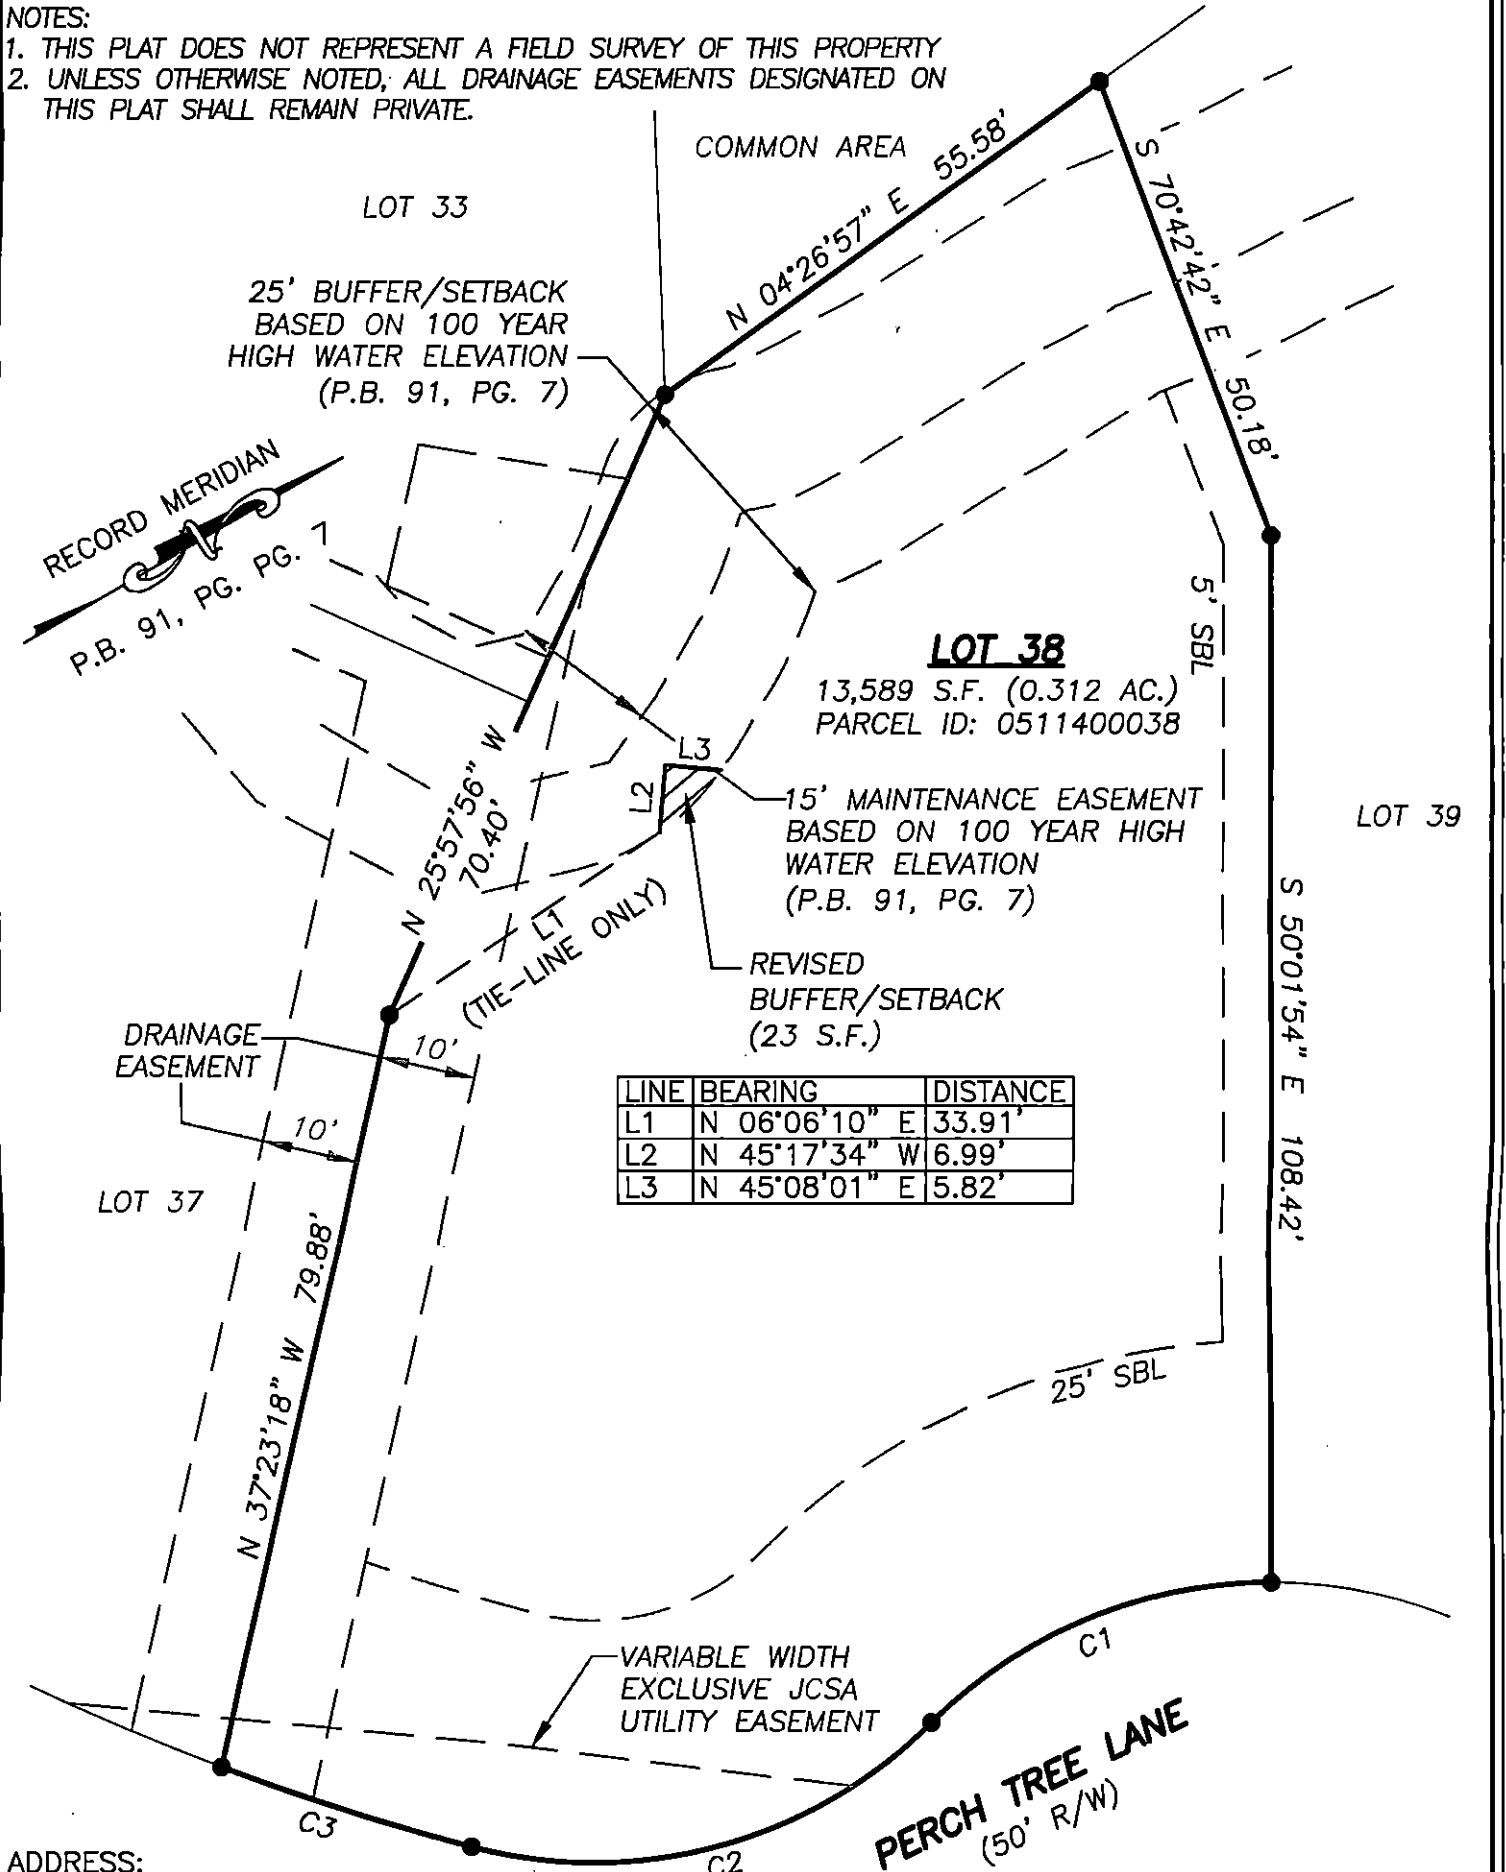 NOTES:
1. THIS PLAT DOES NOT REPRESENT A FIELD SURVEY OF THIS PROPERTY
2. UNLESS OTHERWISE NOTED, ALL DRAINAGE EASEMENTS DESIGNATED ON
THIS PLAT SHALL REMAIN PRIVATE.
COMMON AREA
LOT 33
N 04°26'57" E 55.58'
S 70°42'42" E 50.18'
25' BUFFER/SETBACK
BASED ON 100 YEAR
HIGH WATER ELEVATION
(P.B. 91, PG. 7)
RECORD MERIDIAN
N
P.B. 91, PG. PG. 7
5' SBL
LOT 38
13,589 S.F. (0.312 AC.)
PARCEL ID: 0511400038
L3
L2
15' MAINTENANCE EASEMENT
BASED ON 100 YEAR HIGH
WATER ELEVATION
(P.B. 91, PG. 7)
LOT 39
N 25°57'56" W
70.40'
L1
(TIE-LINE ONLY)
REVISED
BUFFER/SETBACK
(23 S.F.)
S 50°01'54" E 108.42'
DRAINAGE
EASEMENT
10'
10'
LINE BEARING DISTANCE
L1 N 06°06'10" E 33.91'
L2 N 45°17'34" W 6.99'
L3 N 45°08'01" E 5.82'
LOT 37
N 37°23'18" W 79.88'
25' SBL
VARIABLE WIDTH
EXCLUSIVE JCSA
UTILITY EASEMENT
C1
PERCH TREE LANE
(50' R/W)
C3
C2
ADDRESS: